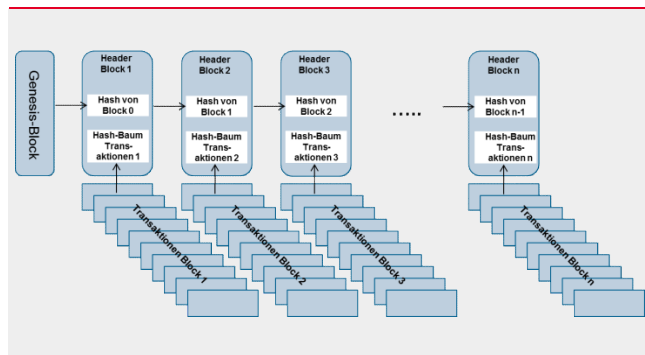 Genesis-Block
Header
Block 1
Hash von
Block 0
Hash-Baum
Trans-
aktionen 1
Header
Block 2
Hash von
Block 1
Hash-Baum
Trans-
aktionen 2
Header
Block 3
Hash von
Block 2
Hash-Baum
Trans-
aktionen 3
.....
Header
Block n
Hash von
Block n-1
Hash-Baum
Trans-
aktionen n
Transaktionen Block 1
Transaktionen Block 2
Transaktionen Block 3
Transaktionen Block n